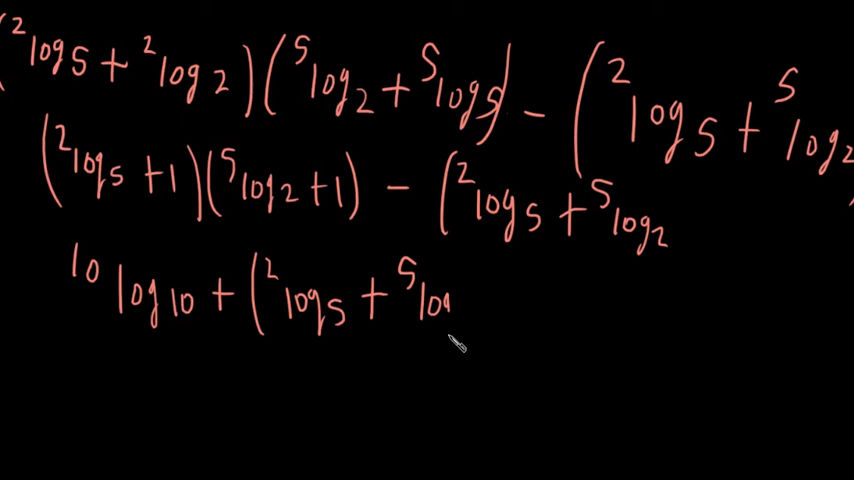 (²log5 + ²log2)(⁵log2 + ⁵log5) − (²log5 + ⁵log2)
(²log5 + 1)(⁵log2 + 1) − (²log5 + ⁵log2
¹⁰log10 + (²log5 + ⁵log